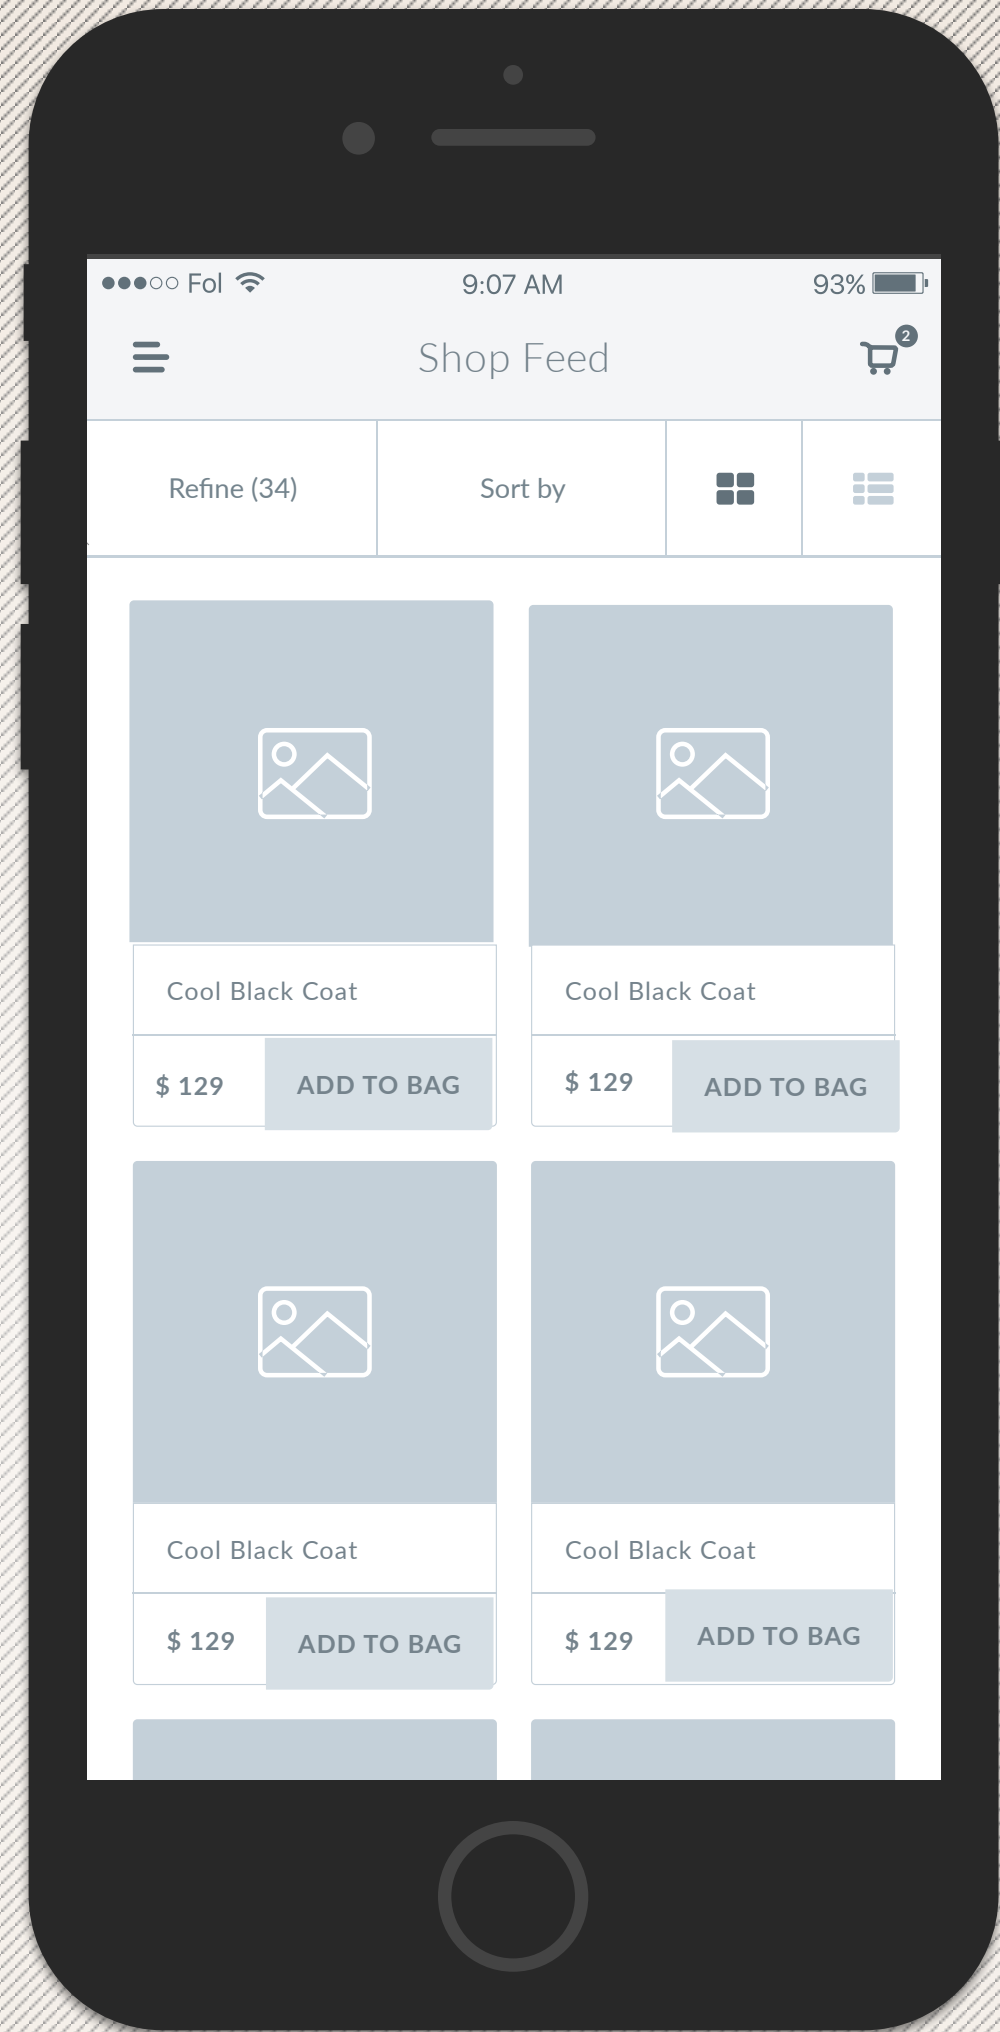 Fol 9:07 AM 93%
Shop Feed 2
Refine (34) Sort by
Cool Black Coat Cool Black Coat
$ 129 ADD TO BAG $ 129 ADD TO BAG
Cool Black Coat Cool Black Coat
$ 129 ADD TO BAG $ 129 ADD TO BAG